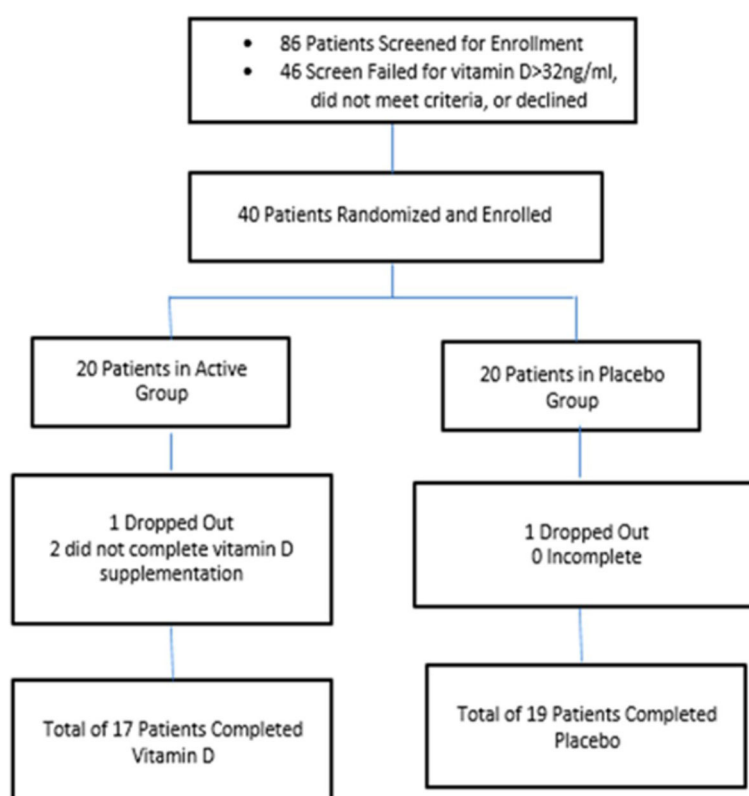 • 86 Patients Screened for Enrollment
• 46 Screen Failed for vitamin D>32ng/ml,
did not meet criteria, or declined
40 Patients Randomized and Enrolled
20 Patients in Active
Group
20 Patients in Placebo
Group
1 Dropped Out
2 did not complete vitamin D
supplementation
1 Dropped Out
0 Incomplete
Total of 17 Patients Completed
Vitamin D
Total of 19 Patients Completed
Placebo